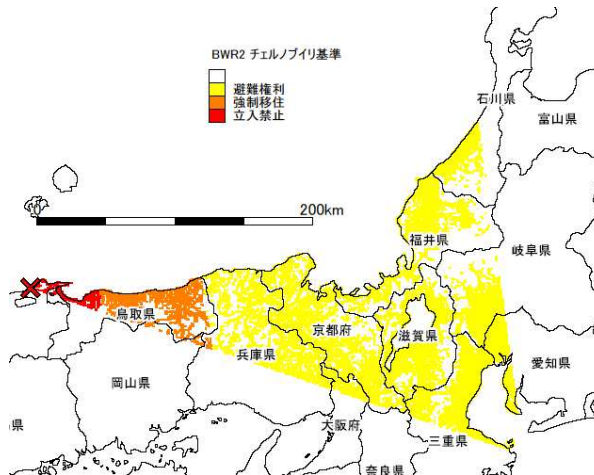 BWR2 チェルノブイリ基準
避難権利
強制移住
立入禁止
石川県
富山県
0
200km
福井県
岐阜県
鳥取県
京都府
滋賀県
兵庫県
愛知県
岡山県
県
大阪府
三重県
奈良県